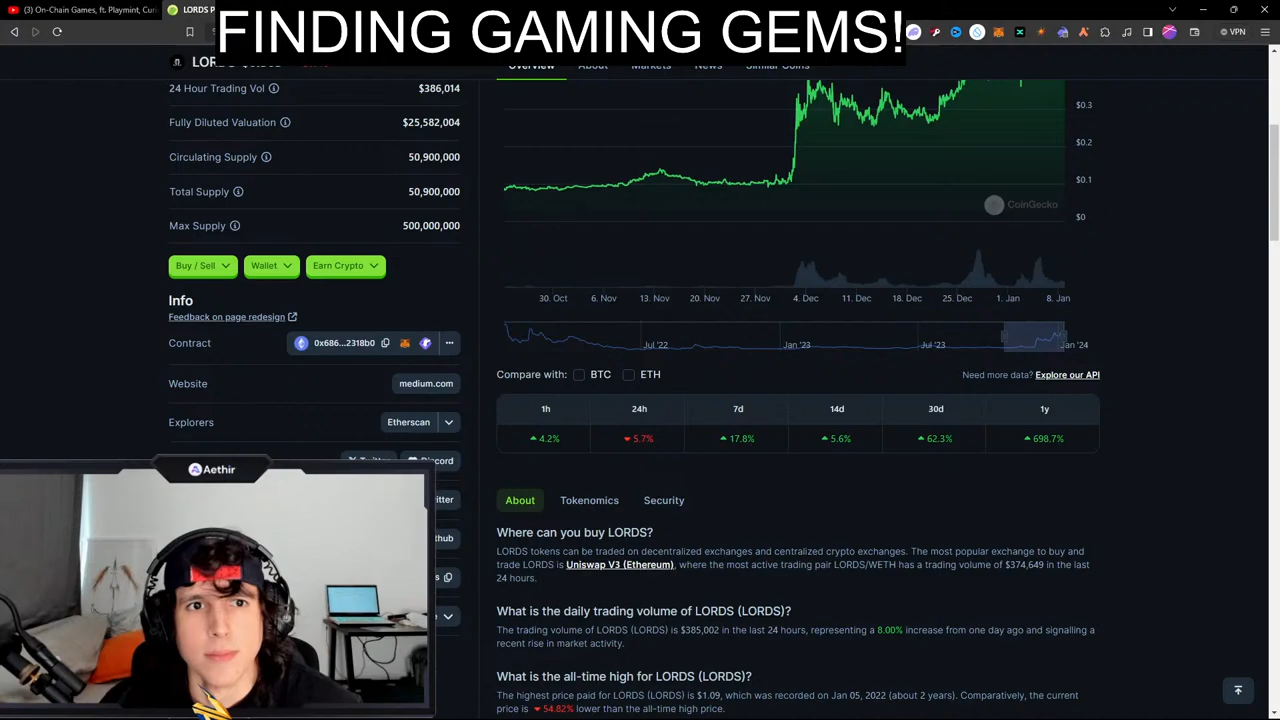 (3) On-Chain Games, ft. Playmint, Cur
LORDS P
FINDING GAMING GEMS!
VPN
LORDS
Overview
About
Markets
News
Similar Coins
24 Hour Trading Vol
$386,014
Fully Diluted Valuation
$25,582,004
Circulating Supply
50,900,000
Total Supply
50,900,000
Max Supply
500,000,000
Buy / Sell
Wallet
Earn Crypto
Info
Feedback on page redesign
Contract
0x686...2318b0
Website
medium.com
Explorers
Etherscan
Twitter
Discord
itter
thub
Aethir
$0.3
$0.2
$0.1
$0
CoinGecko
30. Oct
6. Nov
13. Nov
20. Nov
27. Nov
4. Dec
11. Dec
18. Dec
25. Dec
1. Jan
8. Jan
Jul '22
Jan '23
Jul '23
Jan '24
Compare with:
BTC
ETH
Need more data? Explore our API
1h
24h
7d
14d
30d
1y
4.2%
5.7%
17.8%
5.6%
62.3%
698.7%
About
Tokenomics
Security
Where can you buy LORDS?
LORDS tokens can be traded on decentralized exchanges and centralized crypto exchanges. The most popular exchange to buy and
trade LORDS is Uniswap V3 (Ethereum), where the most active trading pair LORDS/WETH has a trading volume of $374,649 in the last
24 hours.
What is the daily trading volume of LORDS (LORDS)?
The trading volume of LORDS (LORDS) is $385,002 in the last 24 hours, representing a 8.00% increase from one day ago and signalling a
recent rise in market activity.
What is the all-time high for LORDS (LORDS)?
The highest price paid for LORDS (LORDS) is $1.09, which was recorded on Jan 05, 2022 (about 2 years). Comparatively, the current
price is 54.82% lower than the all-time high price.